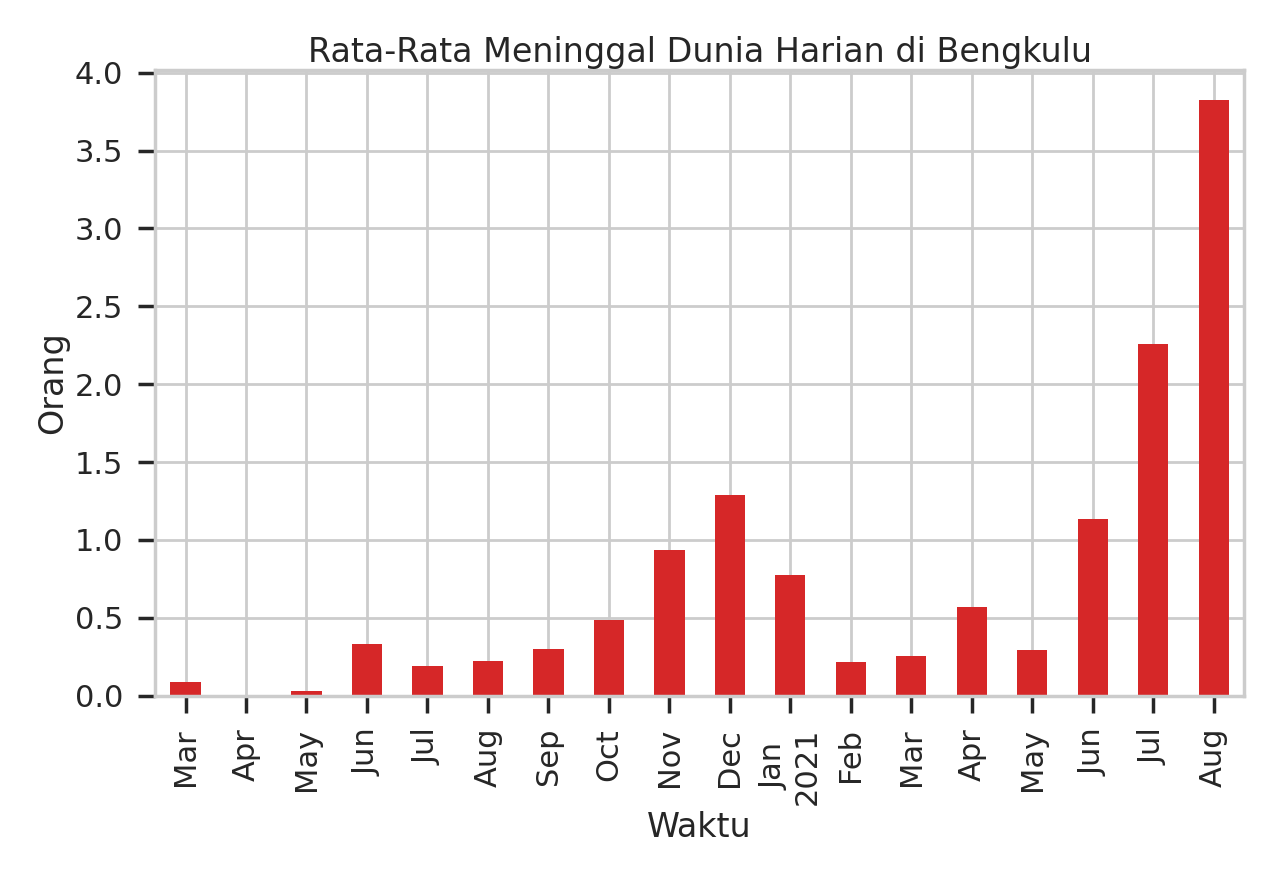 Rata-Rata Meninggal Dunia Harian di Bengkulu
4.0
3.5
3.0
2.5
2.0
1.5
1.0
0.5
0.0
Orang
Mar
Apr
May
Jun
Jul
Aug
Sep
Oct
Nov
Dec
Jan
2021
Feb
Mar
Apr
May
Jun
Jul
Aug
Waktu